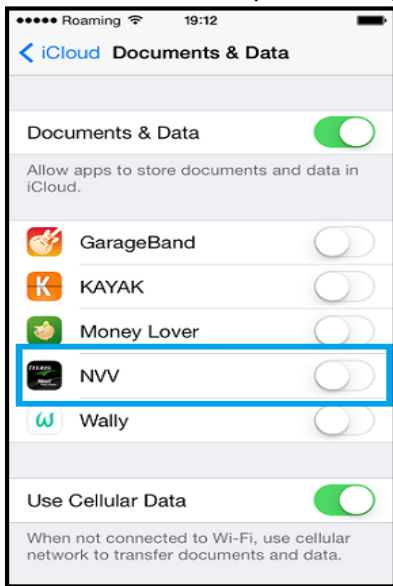 Roaming 19:12
iCloud Documents & Data
Documents & Data
Allow apps to store documents and data in
iCloud.
GarageBand
K KAYAK
Money Lover
NVV
W Wally
Use Cellular Data
When not connected to Wi-Fi, use cellular
network to transfer documents and data.